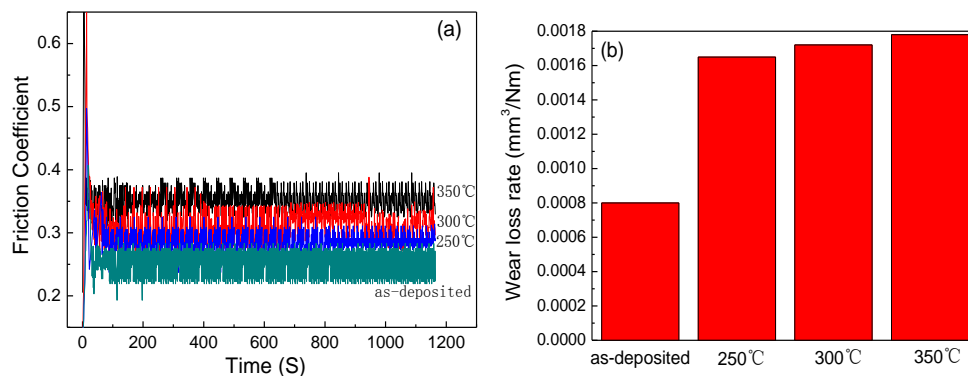 (a)
0.6
0.5
0.4
0.3
0.2
Friction Coefficient
350℃
300℃
250℃
as-deposited
0 200 400 600 800 1000 1200
Time (S)
(b)
0.0018
0.0016
0.0014
0.0012
0.0010
0.0008
0.0006
0.0004
0.0002
0.0000
Wear loss rate (mm³/Nm)
as-deposited 250℃ 300℃ 350℃